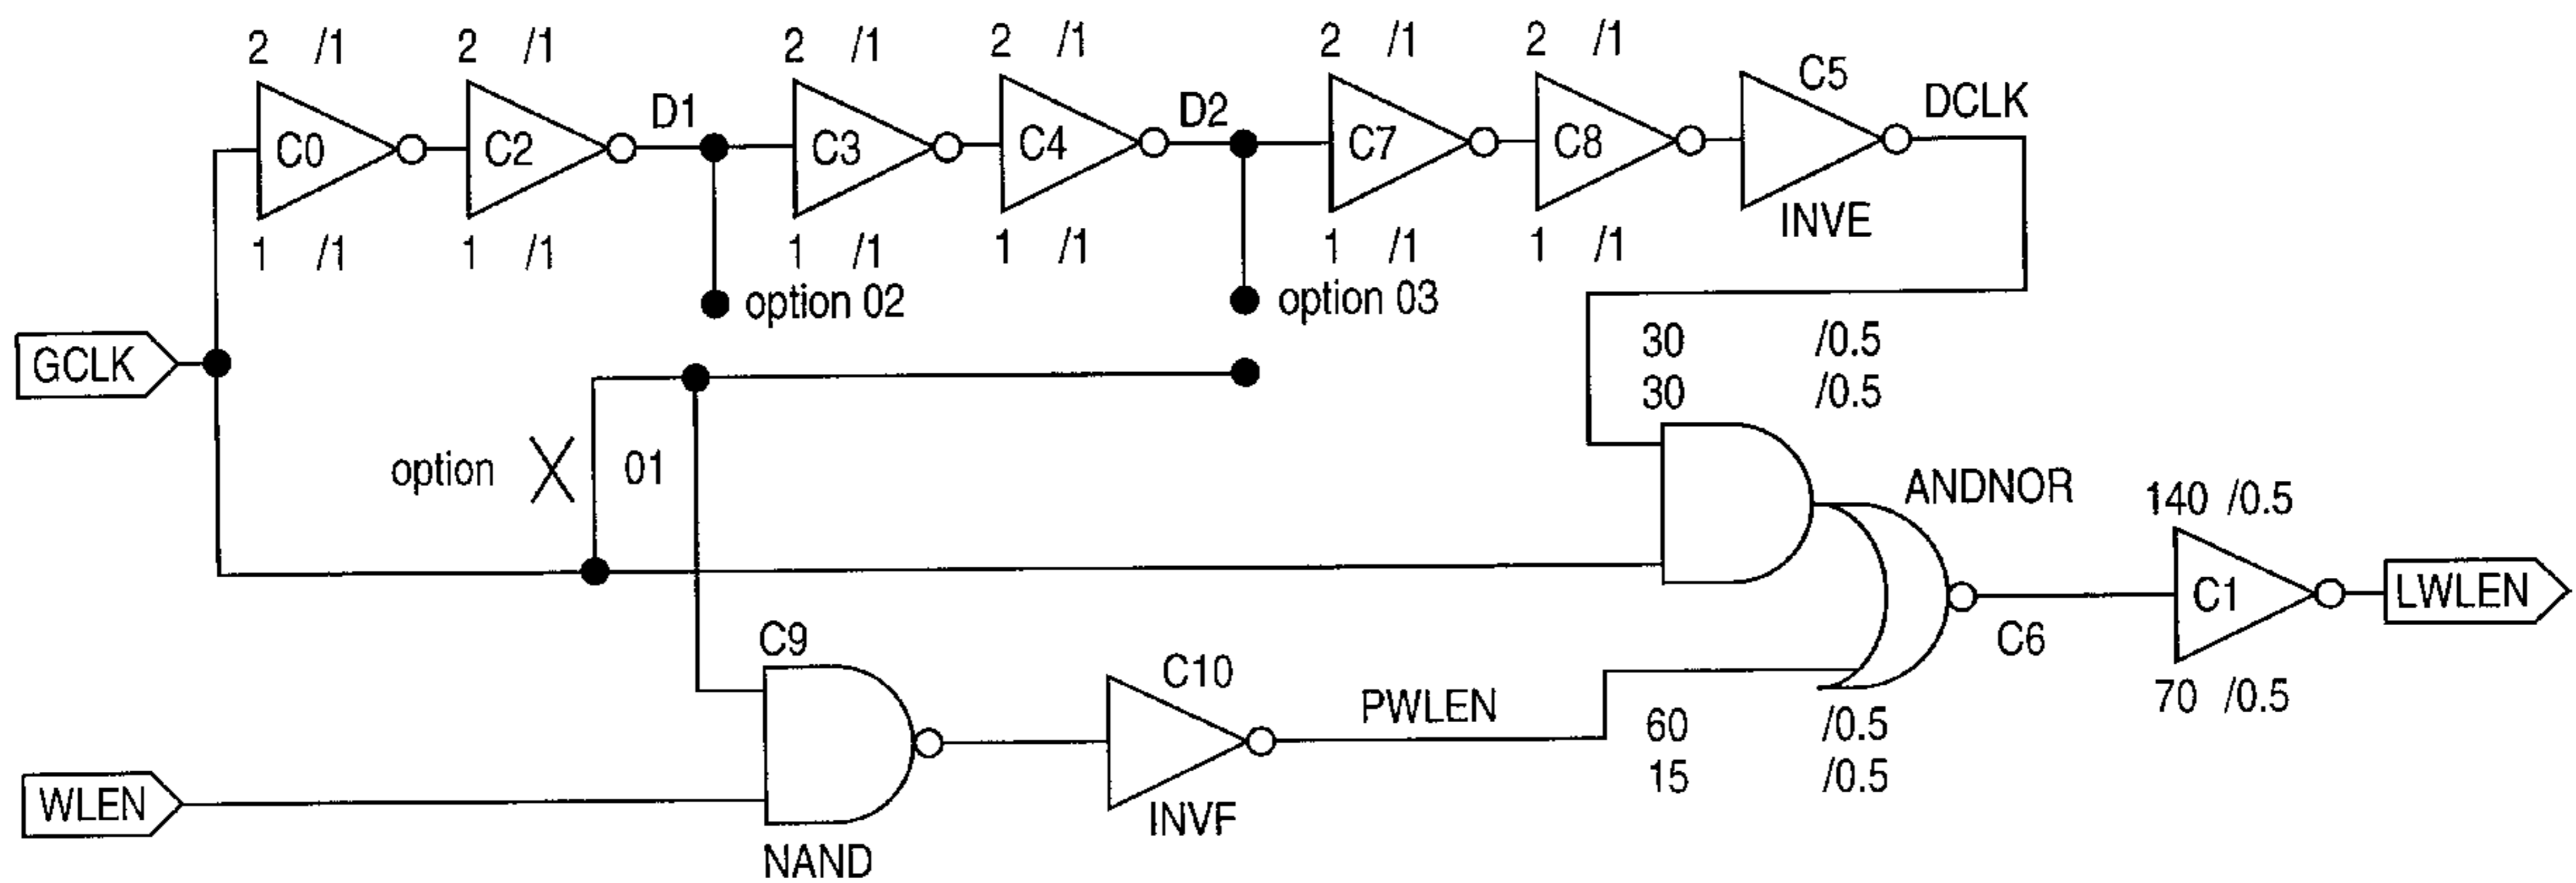 2 /1 2 /1 2 /1 2 /1 2 /1 2 /1
C5
DCLK
D1 D2
C0 C2 C3 C4 C7 C8
INVE
1 /1 1 /1 1 /1 1 /1 1 /1 1 /1
option 02 option 03
GCLK
30 /0.5
30 /0.5
option X 01
ANDNOR
140 /0.5
C1
LWLEN
C6
C9
C10
70 /0.5
PWLEN
60 /0.5
15 /0.5
WLEN
INVF
NAND